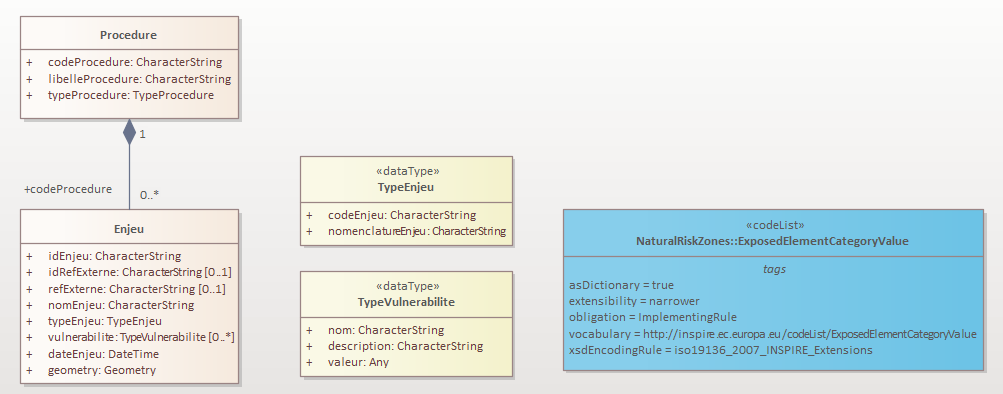 Procedure
+ codeProcedure: CharacterString
+ libelleProcedure: CharacterString
+ typeProcedure: TypeProcedure
1
+codeProcedure
0..*
Enjeu
+ idEnjeu: CharacterString
+ idRefExterne: CharacterString [0..1]
+ refExterne: CharacterString [0..1]
+ nomEnjeu: CharacterString
+ typeEnjeu: TypeEnjeu
+ vulnerabilite: TypeVulnerabilite [0..*]
+ dateEnjeu: DateTime
+ geometry: Geometry
«dataType»
TypeEnjeu
+ codeEnjeu: CharacterString
+ nomenclatureEnjeu: CharacterString
«dataType»
TypeVulnerabilite
+ nom: CharacterString
+ description: CharacterString
+ valeur: Any
«codeList»
NaturalRiskZones::ExposedElementCategoryValue
tags
asDictionary = true
extensibility = narrower
obligation = ImplementingRule
vocabulary = http://inspire.ec.europa.eu/codeList/ExposedElementCategoryValue
xsdEncodingRule = iso19136_2007_INSPIRE_Extensions